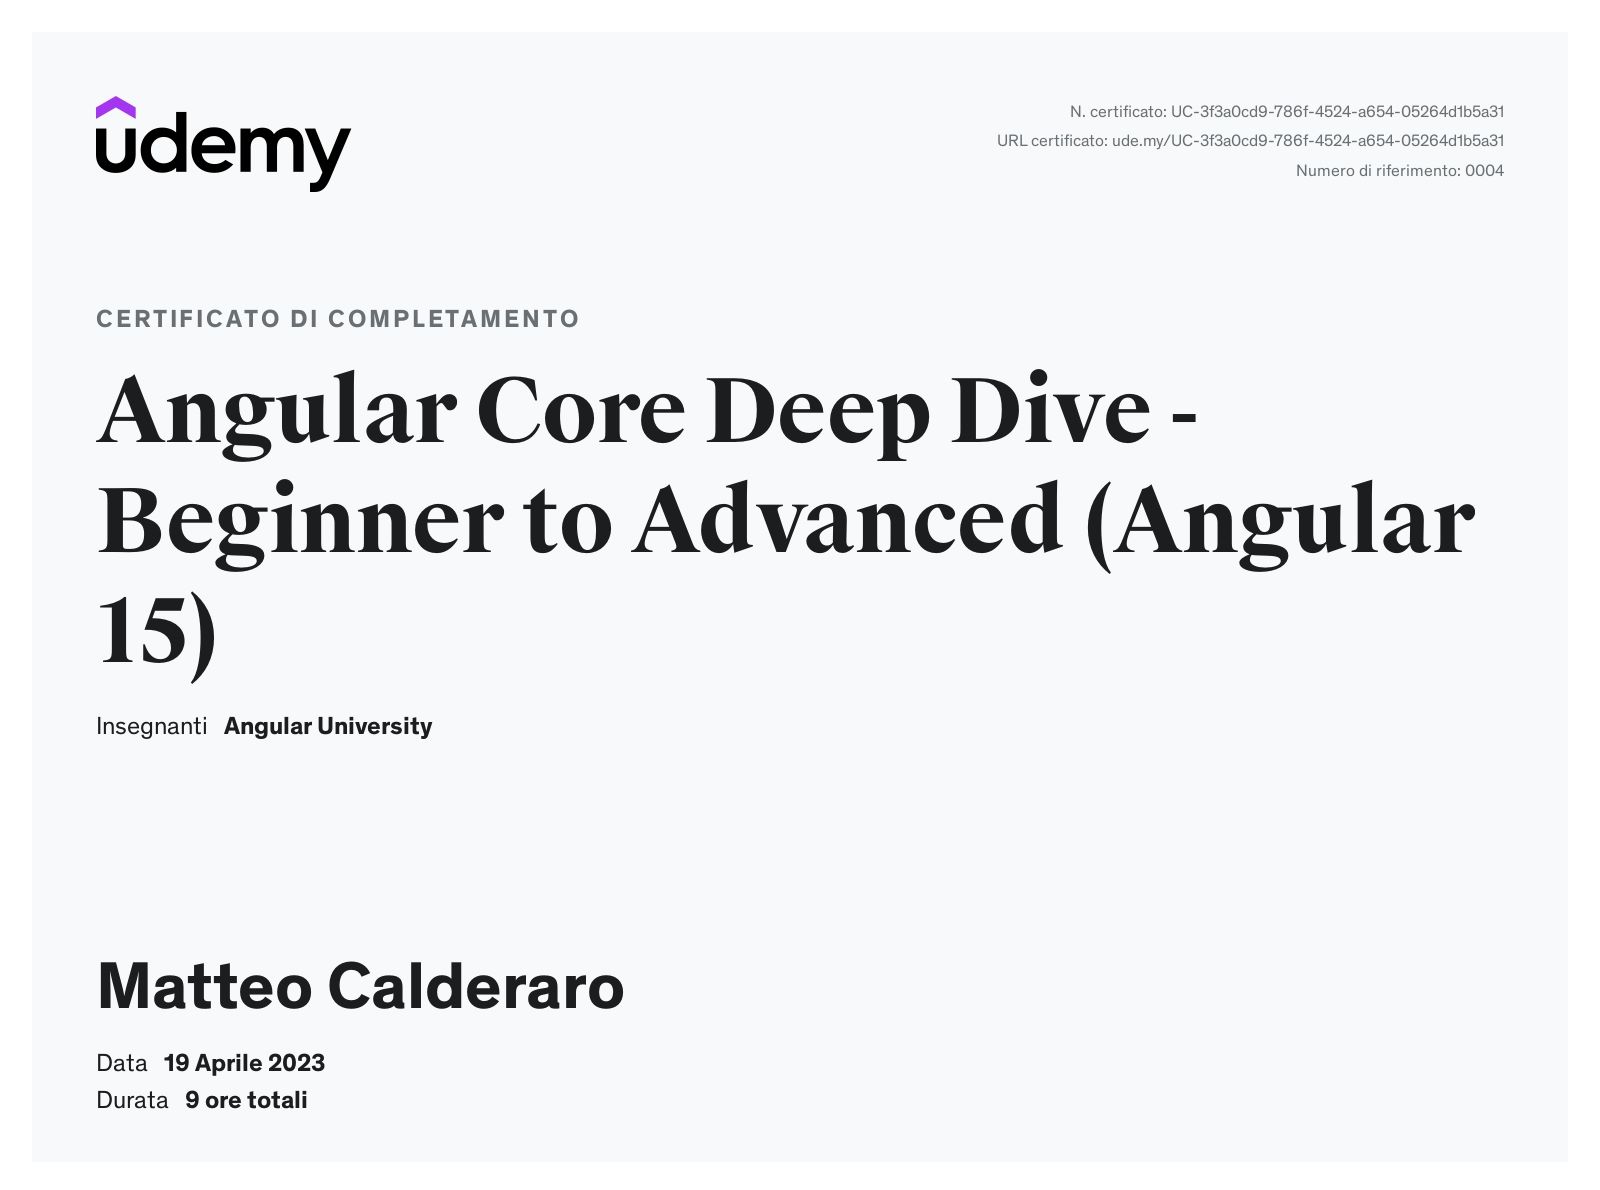 udemy
N. certificato: UC-3f3a0cd9-786f-4524-a654-05264d1b5a31
URL certificato: ude.my/UC-3f3a0cd9-786f-4524-a654-05264d1b5a31
Numero di riferimento: 0004
CERTIFICATO DI COMPLETAMENTO
Angular Core Deep Dive -
Beginner to Advanced (Angular
15)
Insegnanti Angular University
Matteo Calderaro
Data 19 Aprile 2023
Durata 9 ore totali